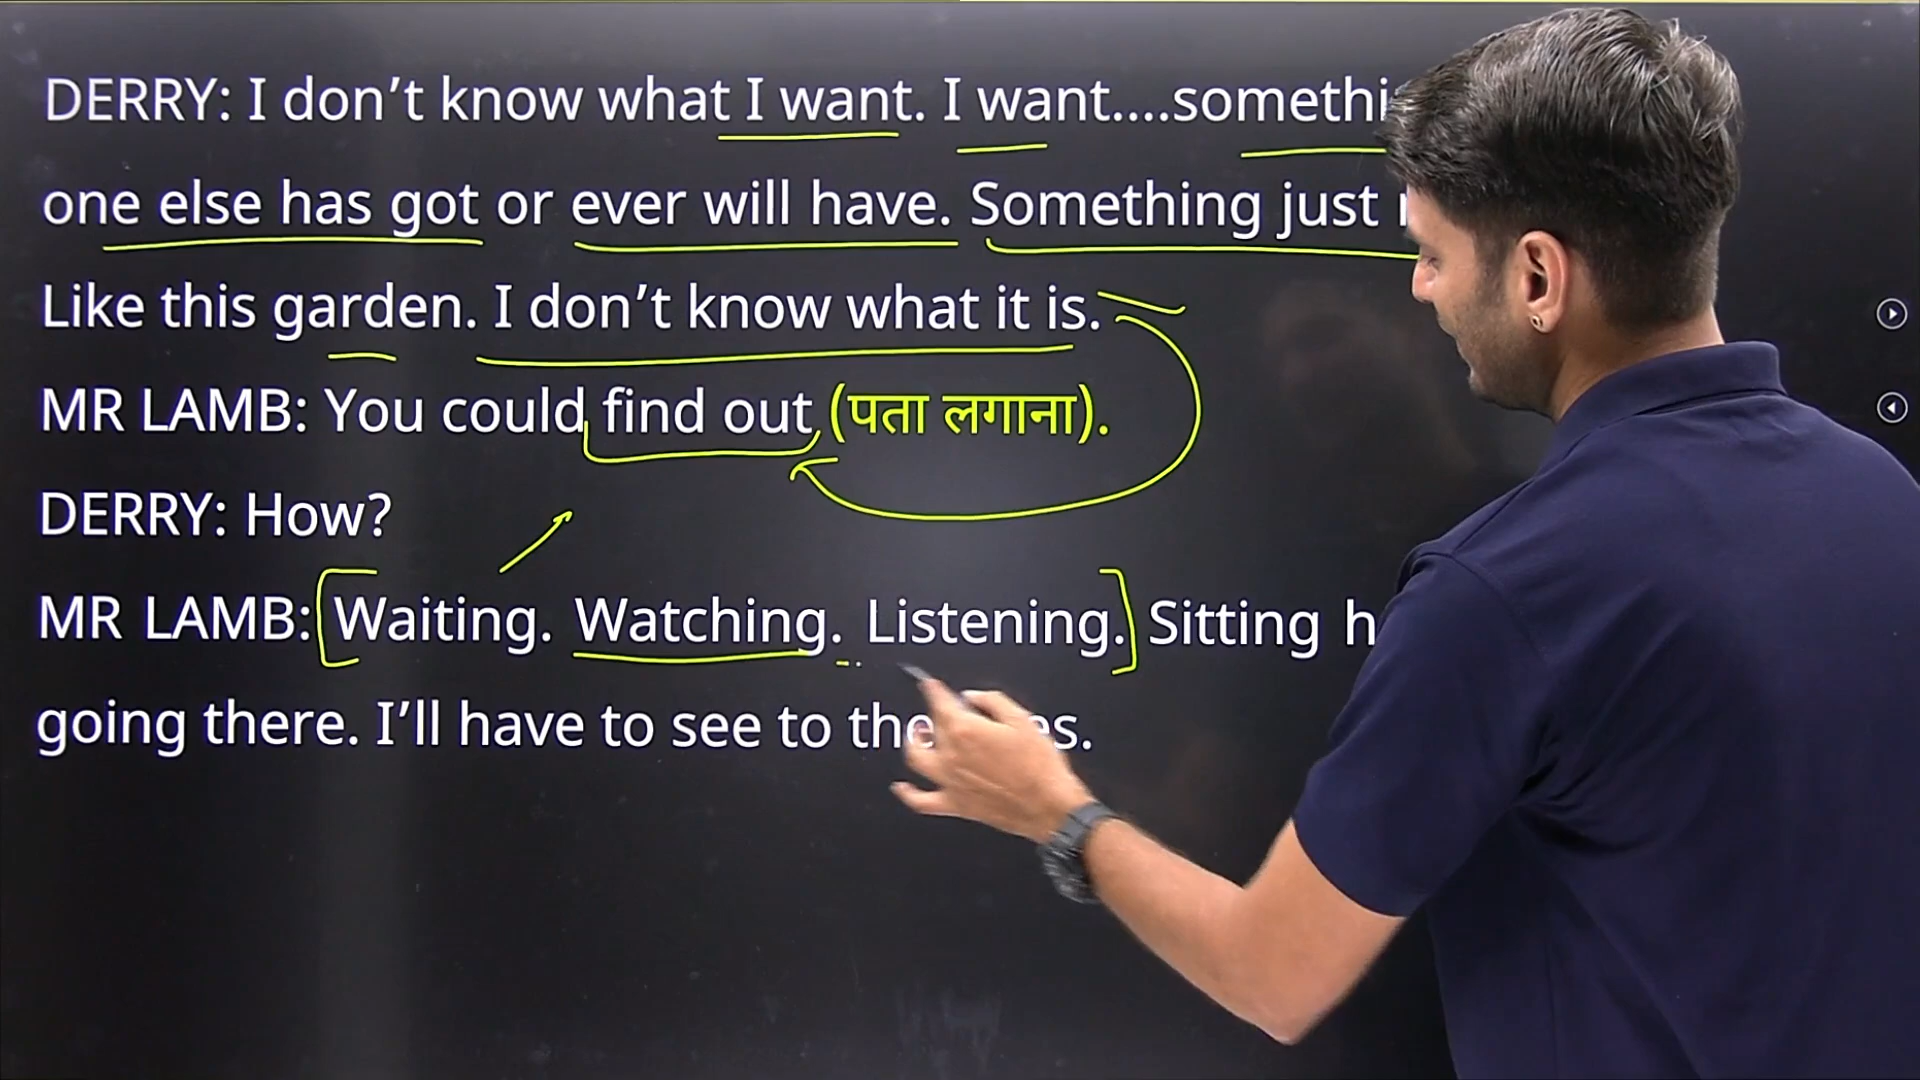 DERRY: I don’t know what I want. I want....
one else has got or ever will have. Something just
Like this garden. I don’t know what it is.
MR LAMB: You could find out (पता लगाना).
DERRY: How?
MR LAMB: [Waiting. Watching. Listening.] Sitting
going there. I’ll have to see to